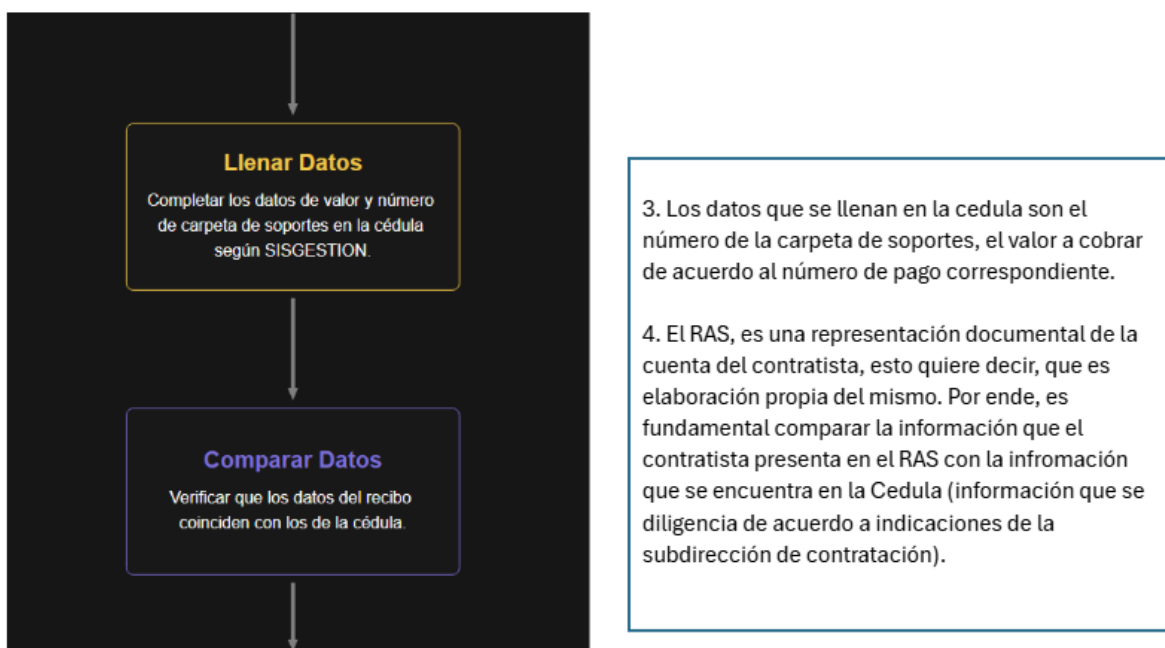 Llenar Datos
Completar los datos de valor y número
de carpeta de soportes en la cédula
según SISGESTION.
Comparar Datos
Verificar que los datos del recibo
coinciden con los de la cédula.
3. Los datos que se llenan en la cedula son el
número de la carpeta de soportes, el valor a cobrar
de acuerdo al número de pago correspondiente.
4. El RAS, es una representación documental de la
cuenta del contratista, esto quiere decir, que es
elaboración propia del mismo. Por ende, es
fundamental comparar la información que el
contratista presenta en el RAS con la infromación
que se encuentra en la Cedula (información que se
diligencia de acuerdo a indicaciones de la
subdirección de contratación).